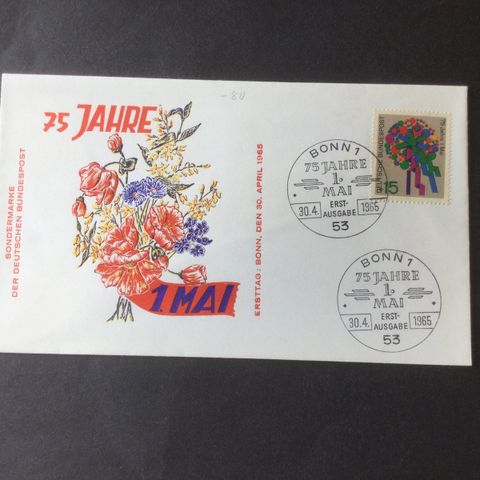 -80
75 JAHRE
1. MAI
SONDERMARKE
DER DEUTSCHEN BUNDESPOST
ERSTTAG: BONN, DEN 30. APRIL 1965
BONN 1
75 JAHRE
1.
MAI
30.4. ERST- 1965
AUSGABE
53
DEUTSCHE BUNDESPOST
15
BONN 1
75 JAHRE
1.
MAI
30.4. ERST- 1965
AUSGABE
53